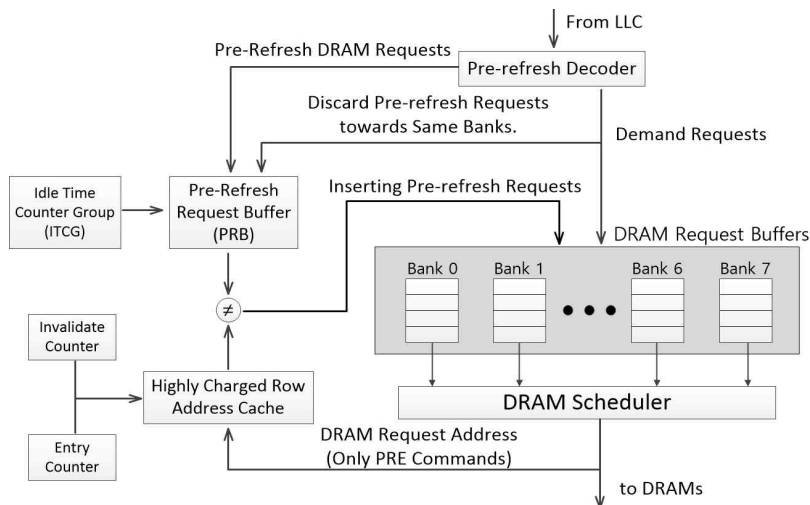 From LLC
Pre-Refresh DRAM Requests
Pre-refresh Decoder
Discard Pre-refresh Requests
towards Same Banks.
Demand Requests
Idle Time
Counter Group
(ITCG)
Pre-Refresh
Request Buffer
(PRB)
Inserting Pre-refresh Requests
DRAM Request Buffers
Bank 0
Bank 1
Bank 6
Bank 7
≠
Invalidate
Counter
Highly Charged Row
Address Cache
DRAM Scheduler
Entry
Counter
DRAM Request Address
(Only PRE Commands)
to DRAMs